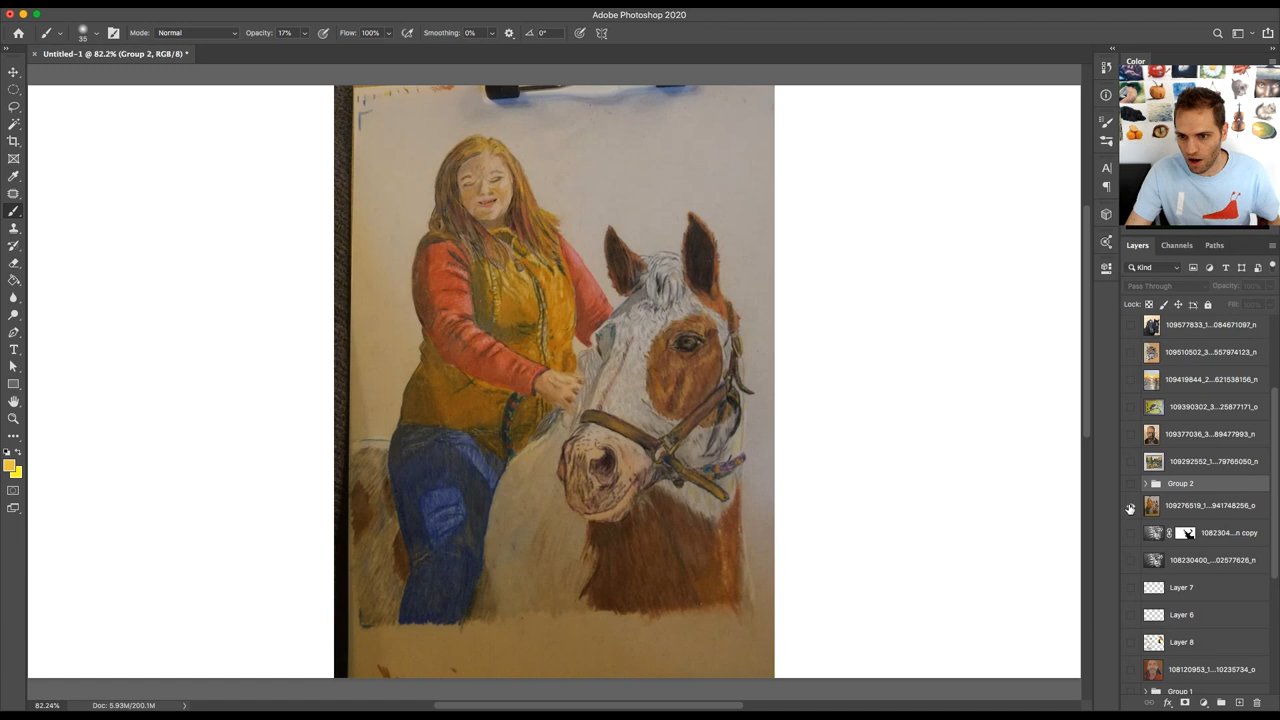 Adobe Photoshop 2020
35
Mode: Normal
Opacity: 17%
Flow: 100%
Smoothing: 0%
0°
Untitled-1 @ 82.2% (Group 2, RGB/8) *
Color
Layers Channels Paths
Kind
Pass Through Opacity: 100%
Lock: Fill: 100%
109577833_1...084671097_n
109510502_3...557974123_n
109419844_2...621538156_n
109390302_3...25877171_o
109377036_3...89477993_n
109292552_1...79765050_n
Group 2
109276519_1...941748256_o
1082304...n copy
108230400_...02577626_n
Layer 7
Layer 6
Layer 8
108120953_1...10235734_o
Group 1
82.24% Doc: 5.93M/200.1M